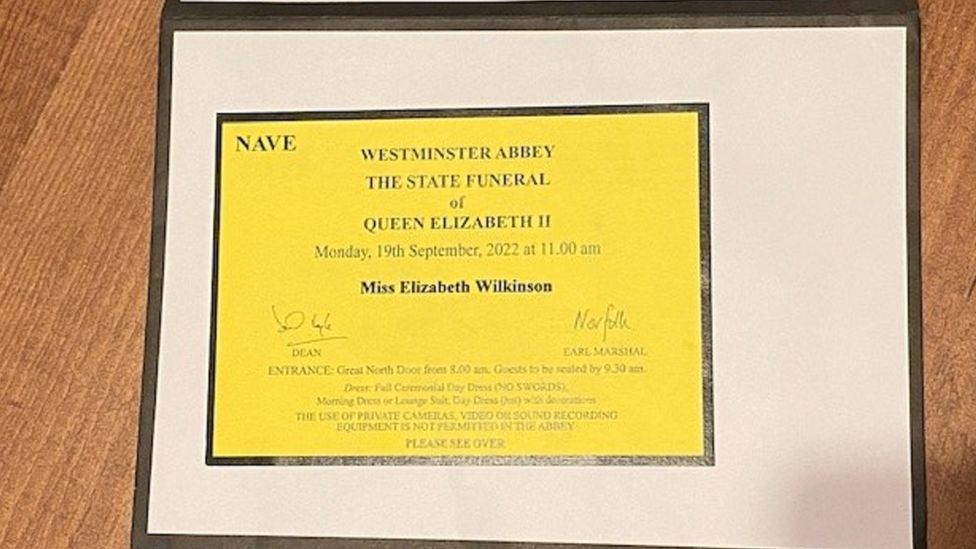 NAVE
WESTMINSTER ABBEY
THE STATE FUNERAL
of
QUEEN ELIZABETH II
Monday, 19th September, 2022 at 11.00 am
Miss Elizabeth Wilkinson
Norfolk
DEAN
EARL MARSHAL
ENTRANCE: Great North Door from 8.00 am. Guests to be seated by 9.30 am.
Dress: Full Ceremonial Day Dress (NO SWORDS),
Morning Dress or Lounge Suit, Day Dress (hat) with decorations
THE USE OF PRIVATE CAMERAS, VIDEO OR SOUND RECORDING
EQUIPMENT IS NOT PERMITTED IN THE ABBEY
PLEASE SEE OVER